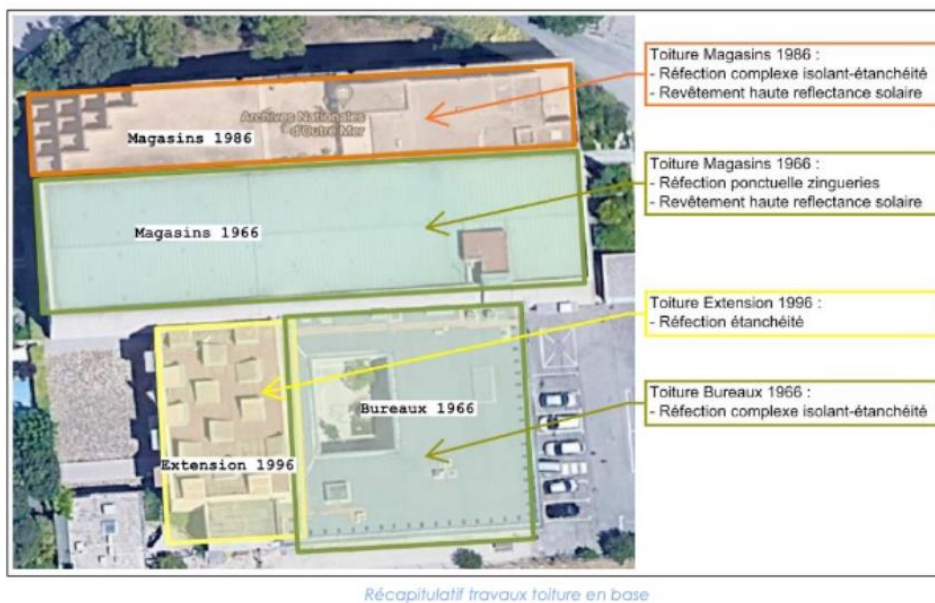 Toiture Magasins 1986 :
- Réfection complexe isolant-étanchéité
- Revêtement haute reflectance solaire
Archives Nationales
d'Outre Mer
Magasins 1986
Toiture Magasins 1966 :
- Réfection ponctuelle zingueries
- Revêtement haute reflectance solaire
Magasins 1966
Toiture Extension 1996 :
- Réfection étanchéité
Toiture Bureaux 1966 :
- Réfection complexe isolant-étanchéité
Bureaux 1966
Extension 1996
Récapitulatif travaux toiture en base